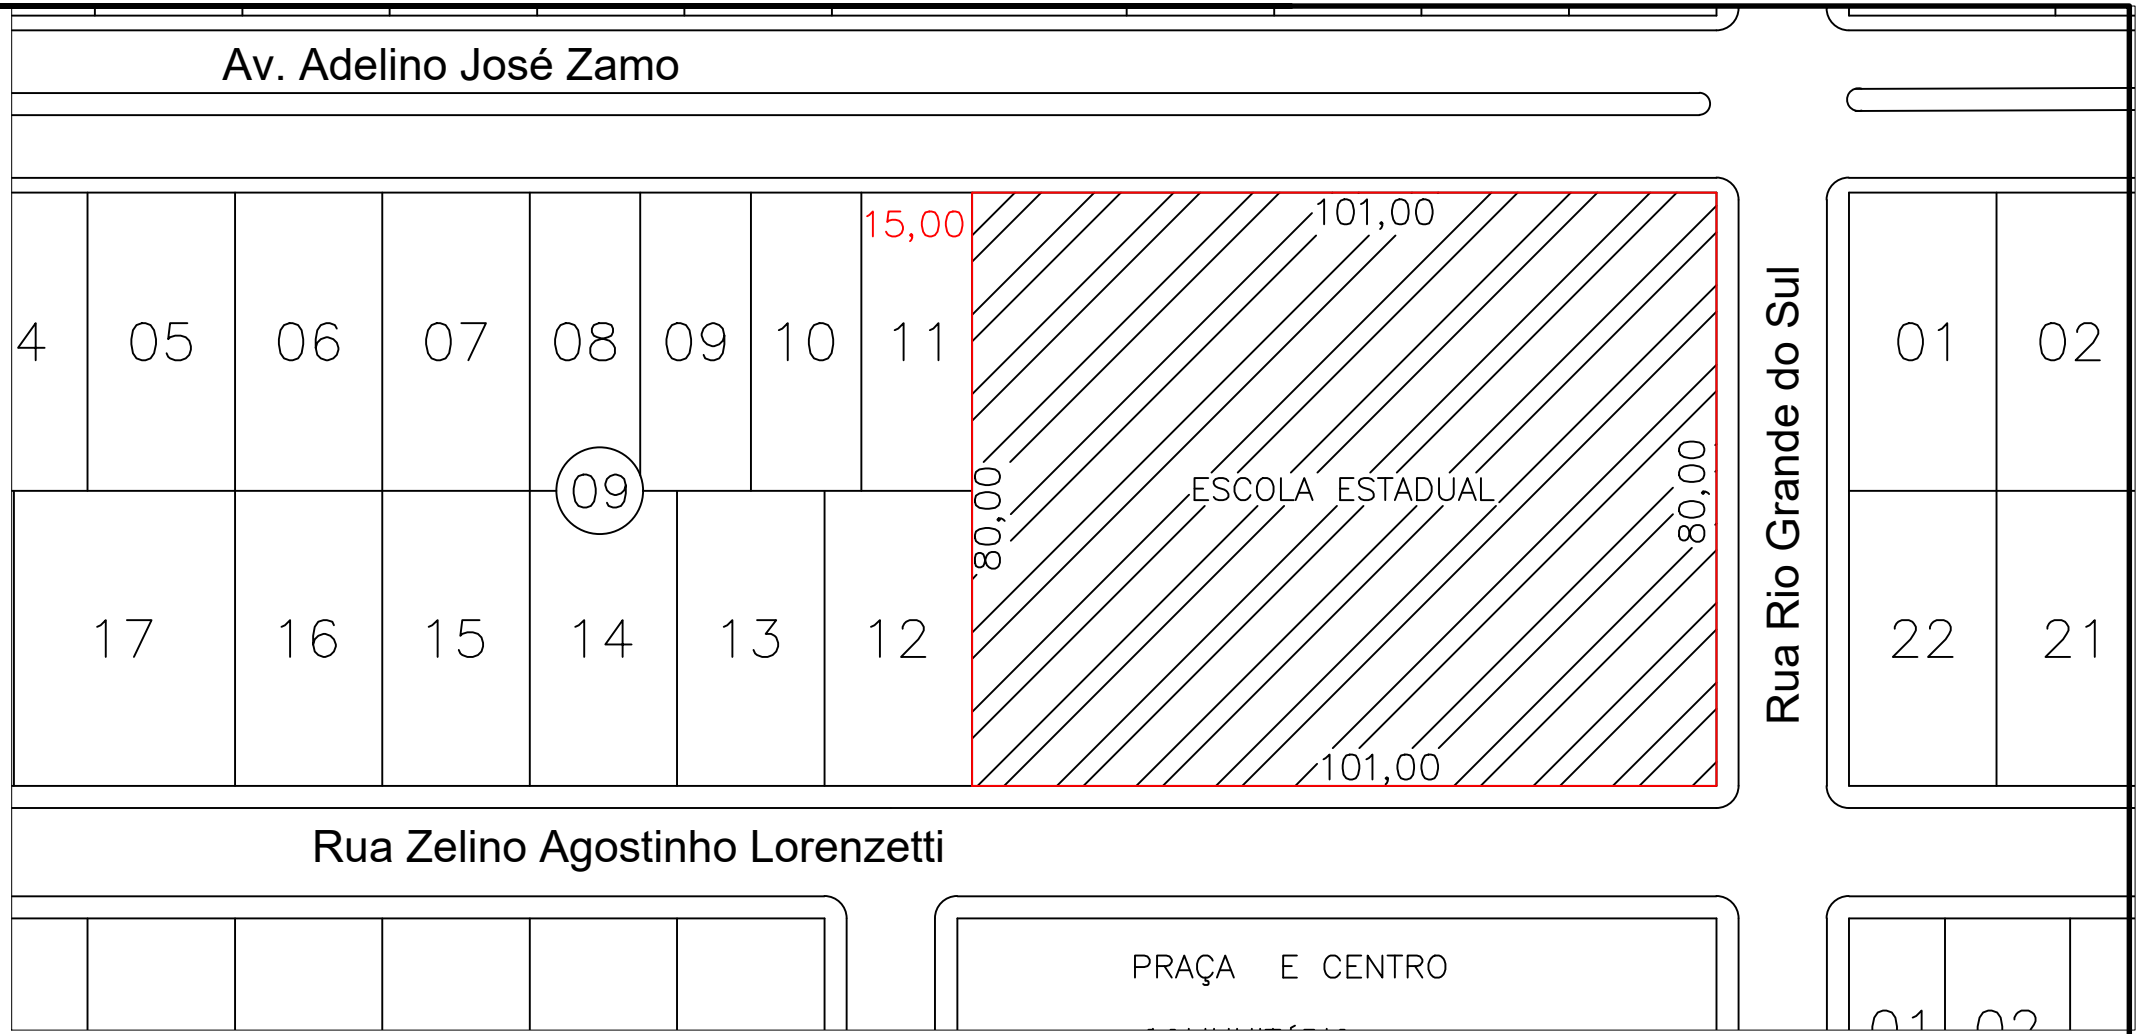 Av. Adelino José Zamo
15,00
101,00
4 05 06 07 08 09 10 11
01 02
Rua Rio Grande do Sul
80,00
ESCOLA ESTADUAL
80,00
09
17 16 15 14 13 12
22 21
101,00
Rua Zelino Agostinho Lorenzetti
PRAÇA E CENTRO
01 02